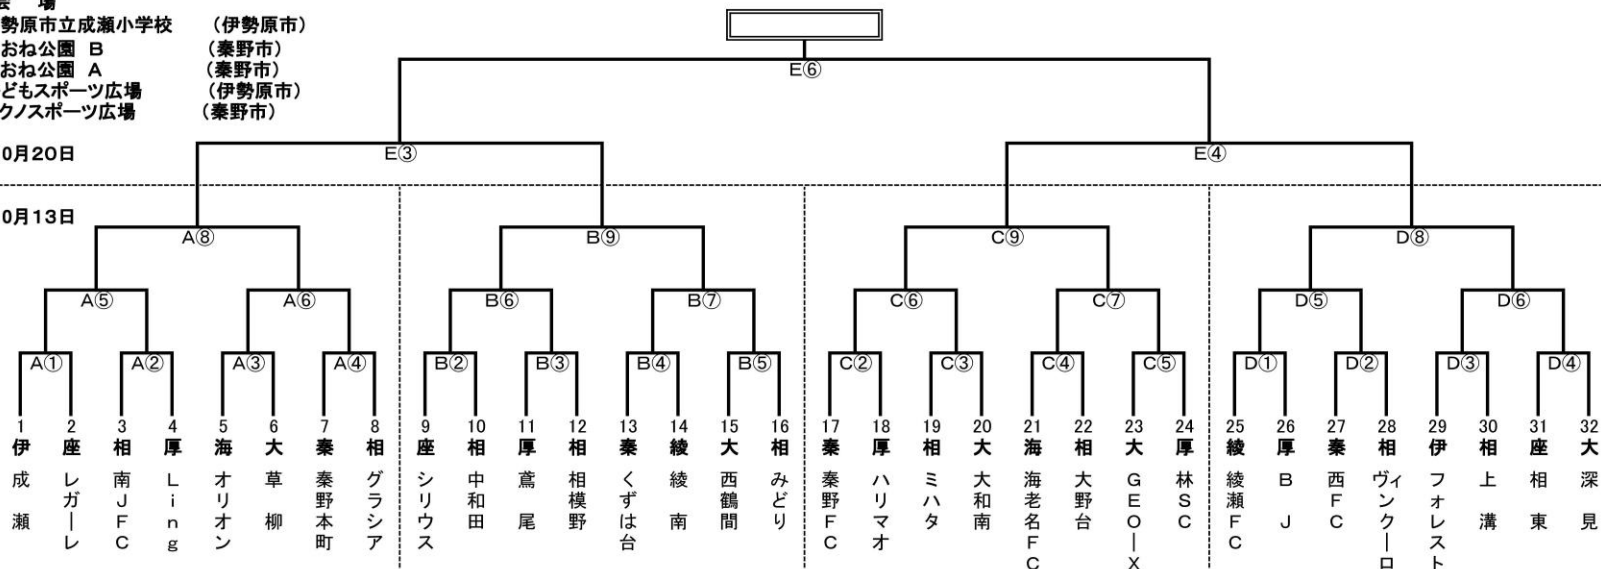 会　場
勢原市立成瀬小学校　（伊勢原市）
おね公園　B　（秦野市）
おね公園　A　（秦野市）
どもスポーツ広場　（伊勢原市）
クノスポーツ広場　（秦野市）
E⑥
0月20日
E③ E④
0月13日
A⑧ B⑨ C⑨ D⑧
A⑤ A⑥ B⑥ B⑦ C⑥ C⑦ D⑤ D⑥
A① A② A③ A④ B② B③ B④ B⑤ C② C③ C④ C⑤ D① D② D③ D④
1 伊 成瀬
2 座 レガーレ
3 相 南JFC
4 厚 Ling
5 海 オリオン
6 大 草柳
7 秦 秦野本町
8 相 グラシア
9 座 シリウス
10 相 中和田
11 厚 鳶尾
12 相 相模野
13 秦 くずは台
14 綾 綾南
15 大 西鶴間
16 相 みどり
17 秦 秦野FC
18 厚 ハリマオ
19 相 ミハタ
20 大 大和南
21 海 海老名FC
22 相 大野台
23 大 GEO-X
24 厚 林SC
25 綾 綾瀬FC
26 厚 BJ
27 秦 西FC
28 相 ヴィンクーロ
29 伊 フォレスト
30 相 上溝
31 座 相東
32 大 深見